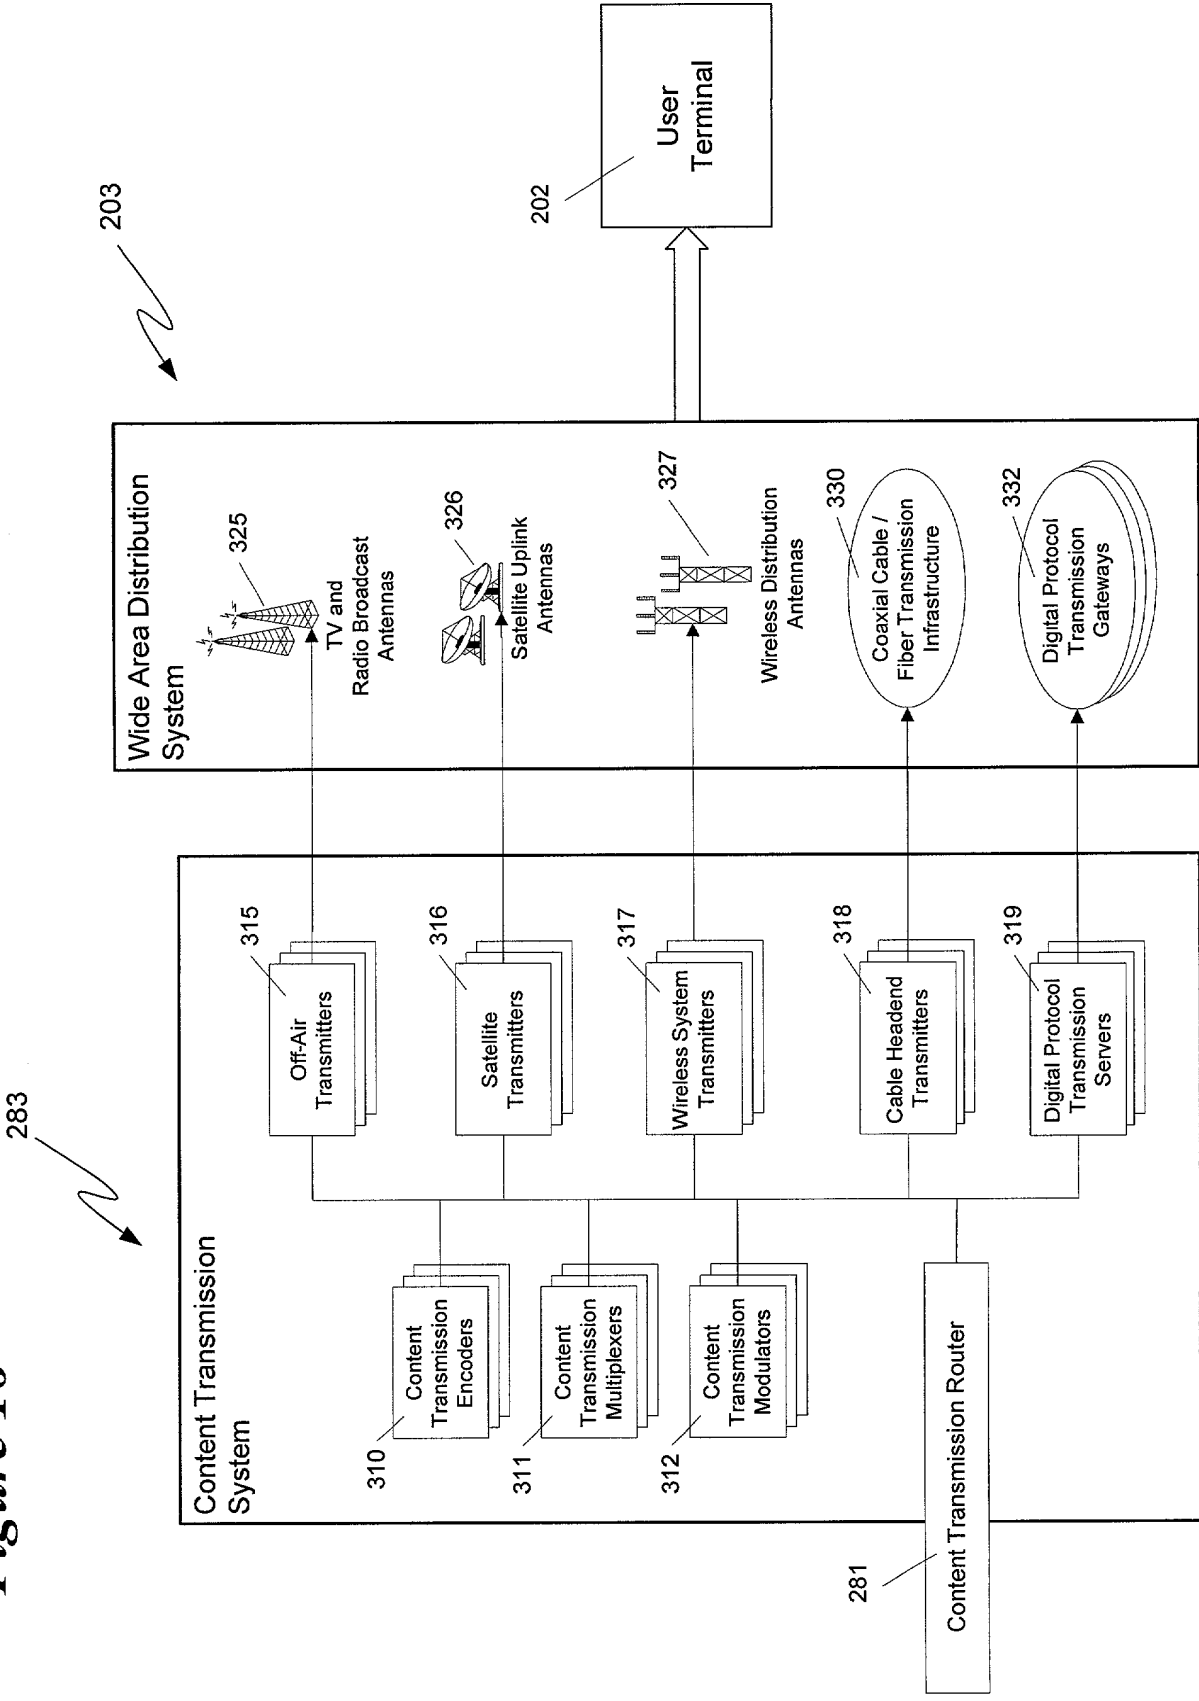 283
Content Transmission
System
310
Content
Transmission
Encoders
311
Content
Transmission
Multiplexers
312
Content
Transmission
Modulators
281
Content Transmission Router
315
Off-Air
Transmitters
316
Satellite
Transmitters
317
Wireless System
Transmitters
318
Cable Headend
Transmitters
319
Digital Protocol
Transmission
Servers
203
Wide Area Distribution
System
325
TV and
Radio Broadcast
Antennas
326
Satellite Uplink
Antennas
327
Wireless Distribution
Antennas
330
Coaxial Cable /
Fiber Transmission
Infrastructure
332
Digital Protocol
Transmission
Gateways
202
User
Terminal